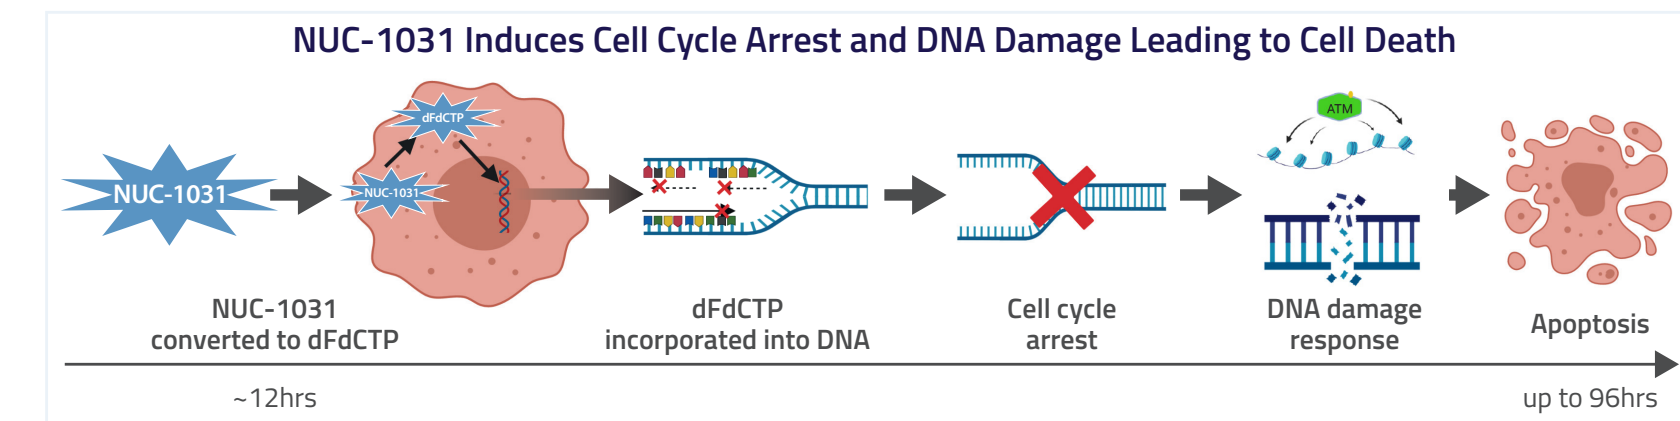 NUC-1031 Induces Cell Cycle Arrest and DNA Damage Leading to Cell Death
NUC-1031
dFdCTP
NUC-1031
ATM
NUC-1031
converted to dFdCTP
dFdCTP
incorporated into DNA
Cell cycle
arrest
DNA damage
response
Apoptosis
~12hrs
up to 96hrs